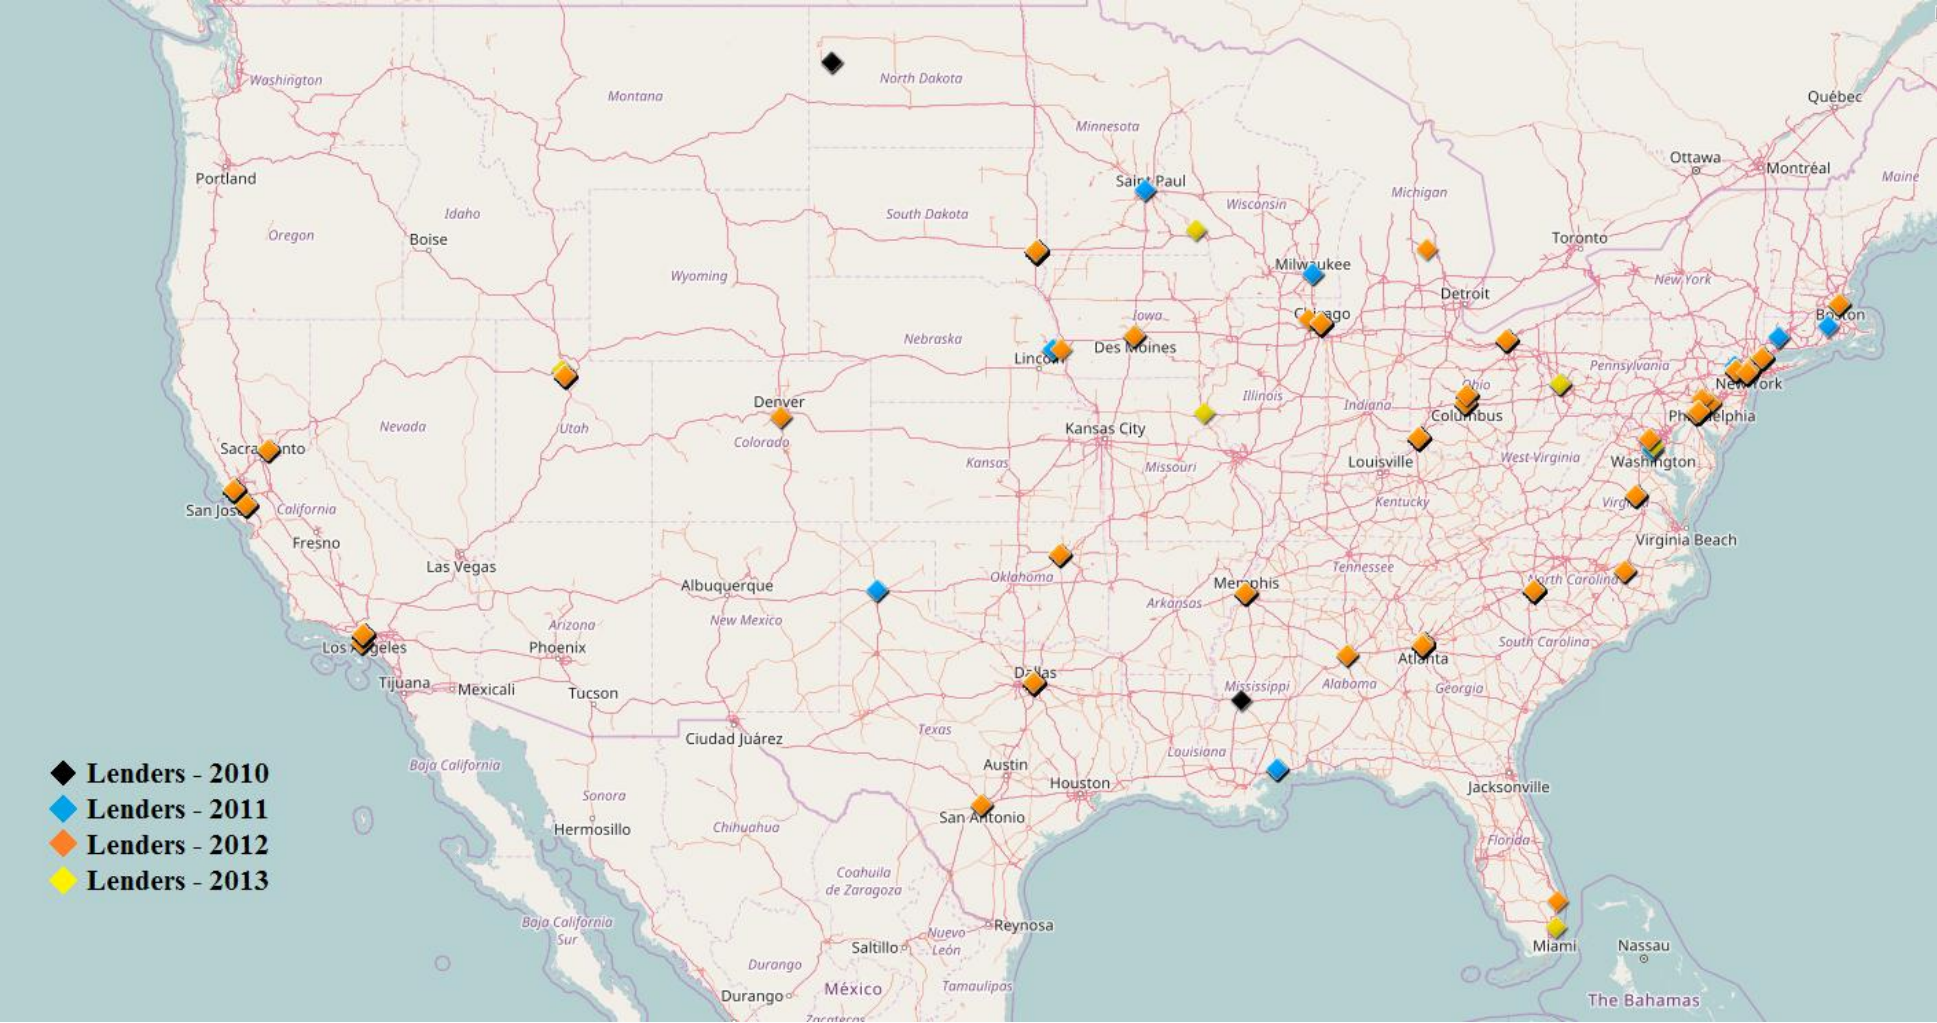 Québec
Washington
North Dakota
Montana
Minnesota
Ottawa
Montréal
Portland
Saint Paul
Maine
Michigan
Idaho
South Dakota
Wisconsin
Oregon
Boise
Toronto
Milwaukee
Wyoming
New York
Detroit
Chicago
Boston
Iowa
Nebraska
Des Moines
Lincoln
Pennsylvania
New York
Ohio
Denver
Illinois
Indiana
Columbus
Philadelphia
Nevada
Utah
Colorado
Kansas City
Sacramento
Kansas
Missouri
Louisville
West Virginia
Washington
San Jose
California
Kentucky
Virginia
Fresno
Virginia Beach
Las Vegas
Albuquerque
Oklahoma
Tennessee
Memphis
North Carolina
Arkansas
New Mexico
Arizona
Los Angeles
Phoenix
South Carolina
Atlanta
Dallas
Tijuana
Mexicali
Tucson
Mississippi
Alabama
Georgia
Ciudad Juárez
Texas
Louisiana
Baja California
Austin
Houston
Jacksonville
Lenders - 2010
Sonora
Lenders - 2011
Hermosillo
Chihuahua
San Antonio
Lenders - 2012
Florida
Coahuila
de Zaragoza
Lenders - 2013
Baja California
Sur
Reynosa
Saltillo
Nuevo
León
Miami
Nassau
Durango
México
Tamaulipas
Durango
The Bahamas
Zacatecas